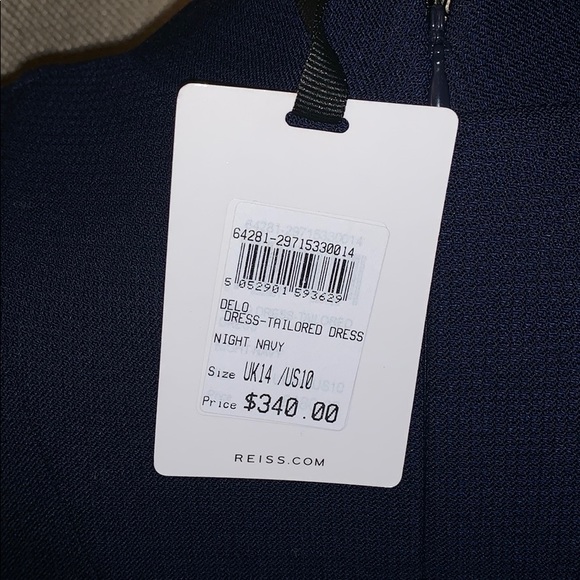 64281-29715330014
5 052901 593629
DELO
DRESS-TAILORED DRESS
NIGHT NAVY
Size UK14 /US10
Price $340.00
REISS.COM